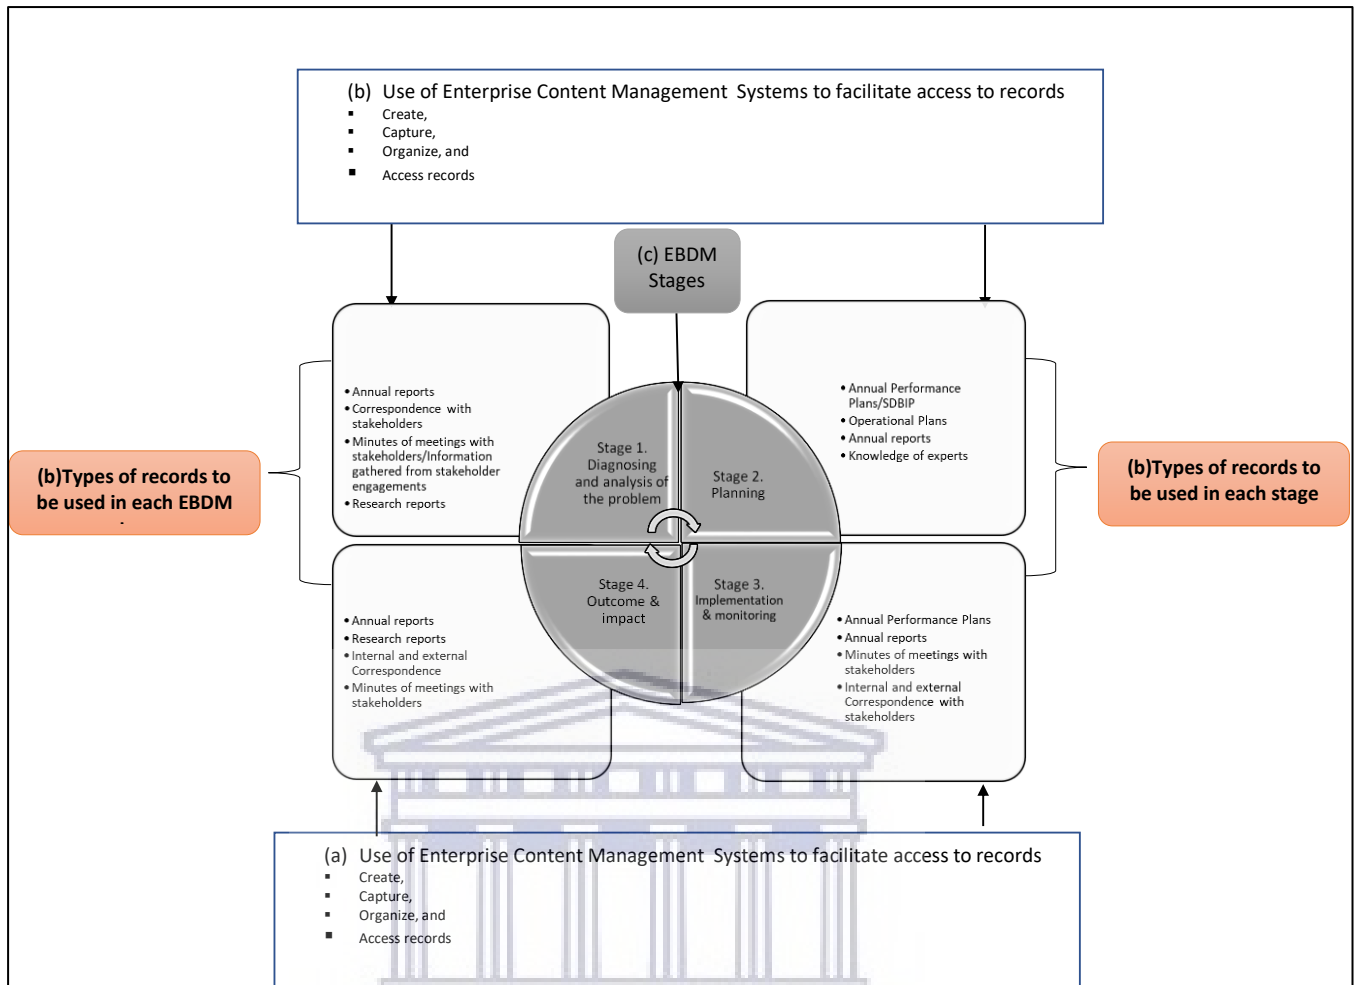 (b) Use of Enterprise Content Management Systems to facilitate access to records
▪ Create,
▪ Capture,
▪ Organize, and
▪ Access records
(c) EBDM
Stages
• Annual reports
• Correspondence with
stakeholders
• Minutes of meetings with
stakeholders/Information
gathered from stakeholder
engagements
• Research reports
• Annual Performance
Plans/SDBIP
• Operational Plans
• Annual reports
• Knowledge of experts
Stage 1.
Diagnosing
and analysis of
the problem
Stage 2.
Planning
(b)Types of records to
be used in each EBDM
(b)Types of records to
be used in each stage
Stage 4.
Outcome &
impact
Stage 3.
Implementation
& monitoring
• Annual reports
• Research reports
• Internal and external
Correspondence
• Minutes of meetings with
stakeholders
• Annual Performance Plans
• Annual reports
• Minutes of meetings with
stakeholders
• Internal and external
Correspondence with
stakeholders
(a) Use of Enterprise Content Management Systems to facilitate access to records
▪ Create,
▪ Capture,
▪ Organize, and
▪ Access records